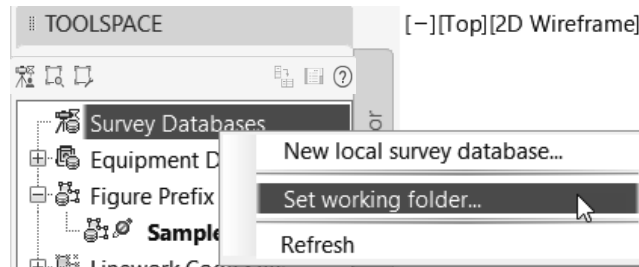 TOOLSPACE
[−][Top][2D Wireframe]
Survey Databases
Equipment D
New local survey database...
Figure Prefix
Set working folder...
Sample
Refresh